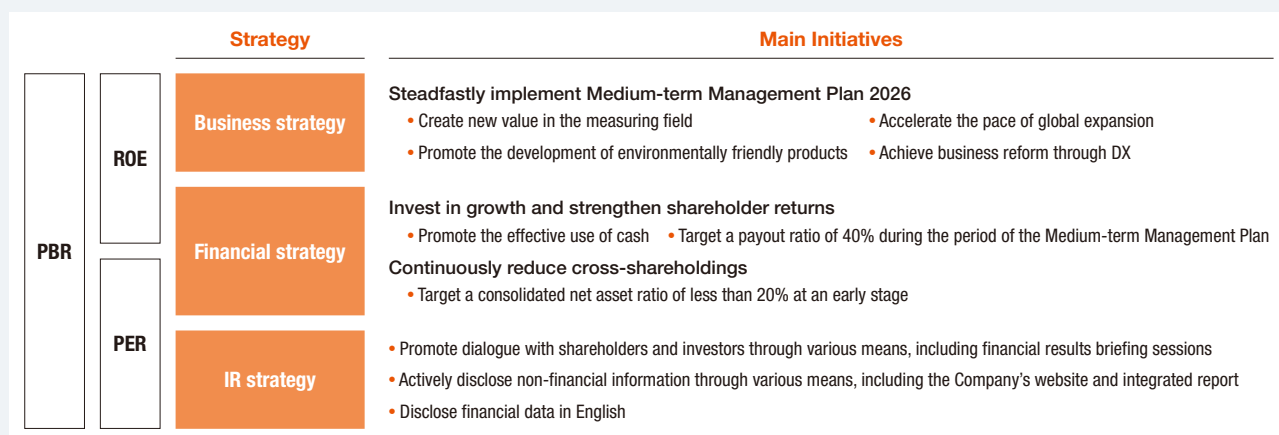 Strategy
Main Initiatives
PBR
ROE
PER
Business strategy
Steadfastly implement Medium-term Management Plan 2026
• Create new value in the measuring field
• Accelerate the pace of global expansion
• Promote the development of environmentally friendly products
• Achieve business reform through DX
Financial strategy
Invest in growth and strengthen shareholder returns
• Promote the effective use of cash
• Target a payout ratio of 40% during the period of the Medium-term Management Plan
Continuously reduce cross-shareholdings
• Target a consolidated net asset ratio of less than 20% at an early stage
IR strategy
• Promote dialogue with shareholders and investors through various means, including financial results briefing sessions
• Actively disclose non-financial information through various means, including the Company’s website and integrated report
• Disclose financial data in English